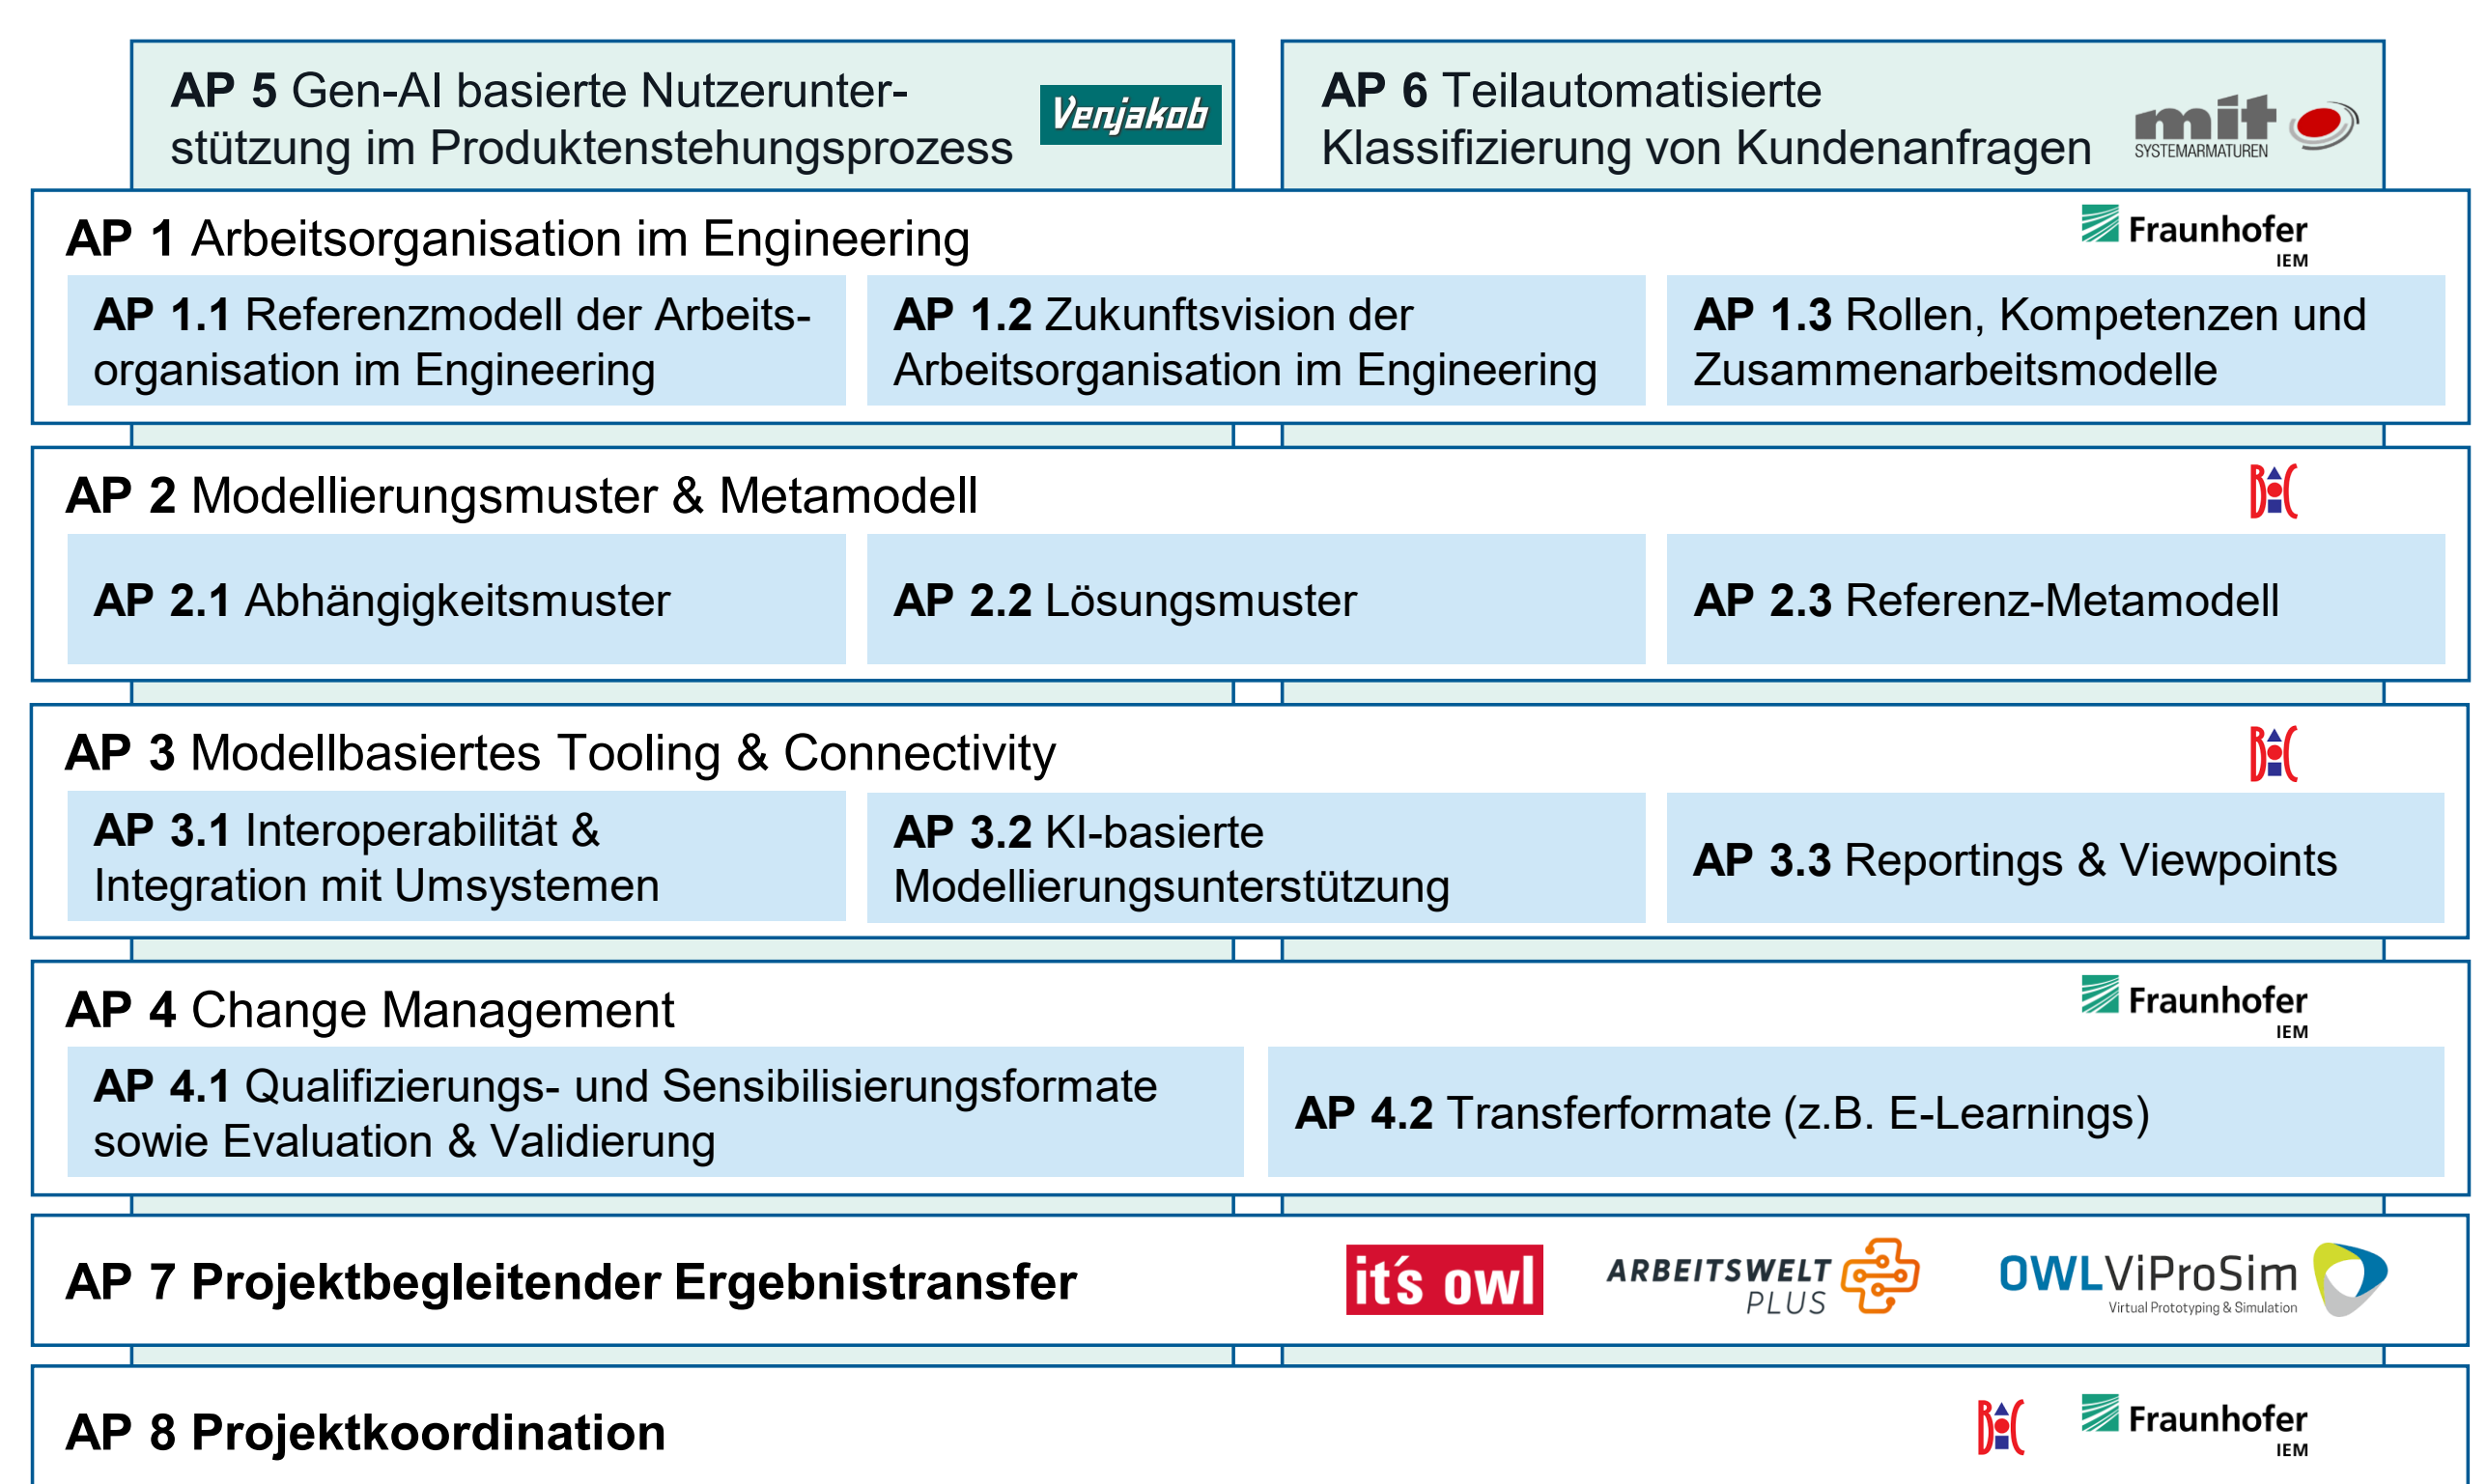 AP 5 Gen-AI basierte Nutzerunter-
stützung im Produktenstehungsprozess
Venjakob
AP 6 Teilautomatisierte
Klassifizierung von Kundenanfragen
mit
SYSTEMARMATUREN
AP 1 Arbeitsorganisation im Engineering
Fraunhofer
IEM
AP 1.1 Referenzmodell der Arbeits-
organisation im Engineering
AP 1.2 Zukunftsvision der
Arbeitsorganisation im Engineering
AP 1.3 Rollen, Kompetenzen und
Zusammenarbeitsmodelle
AP 2 Modellierungsmuster & Metamodell
BOC
AP 2.1 Abhängigkeitsmuster
AP 2.2 Lösungsmuster
AP 2.3 Referenz-Metamodell
AP 3 Modellbasiertes Tooling & Connectivity
BOC
AP 3.1 Interoperabilität &
Integration mit Umsystemen
AP 3.2 KI-basierte
Modellierungsunterstützung
AP 3.3 Reportings & Viewpoints
AP 4 Change Management
Fraunhofer
IEM
AP 4.1 Qualifizierungs- und Sensibilisierungsformate
sowie Evaluation & Validierung
AP 4.2 Transferformate (z.B. E-Learnings)
AP 7 Projektbegleitender Ergebnistransfer
it's owl
ARBEITSWELT
PLUS
OWLViProSim
Virtual Prototyping & Simulation
AP 8 Projektkoordination
BOC
Fraunhofer
IEM